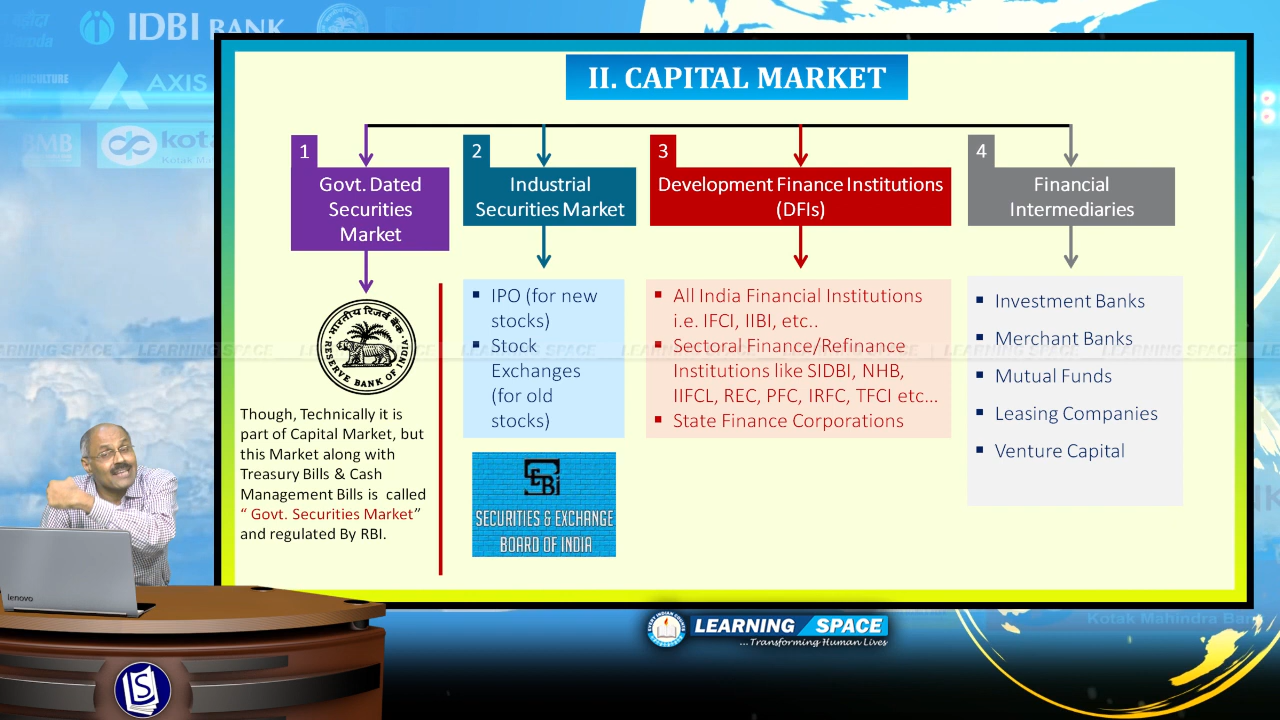 IDBI BANK
AXIS
BMB
kot
II. CAPITAL MARKET
1
Govt. Dated
Securities
Market
भारतीय रिज़र्व बैंक
RESERVE BANK OF INDIA
Though, Technically it is
part of Capital Market, but
this Market along with
Treasury Bills & Cash
Management Bills is called
“ Govt. Securities Market”
and regulated By RBI.
2
Industrial
Securities Market
▪ IPO (for new
stocks)
▪ Stock
Exchanges
(for old
stocks)
SEBI
SECURITIES & EXCHANGE
BOARD OF INDIA
3
Development Finance Institutions
(DFIs)
▪ All India Financial Institutions
i.e. IFCI, IIBI, etc..
▪ Sectoral Finance/Refinance
Institutions like SIDBI, NHB,
IIFCL, REC, PFC, IRFC, TFCI etc...
▪ State Finance Corporations
4
Financial
Intermediaries
▪ Investment Banks
▪ Merchant Banks
▪ Mutual Funds
▪ Leasing Companies
▪ Venture Capital
LEARNING SPACE
lenovo
LEARNING SPACE
...Transforming Human Lives
Kotak Mahindra Ba
LS